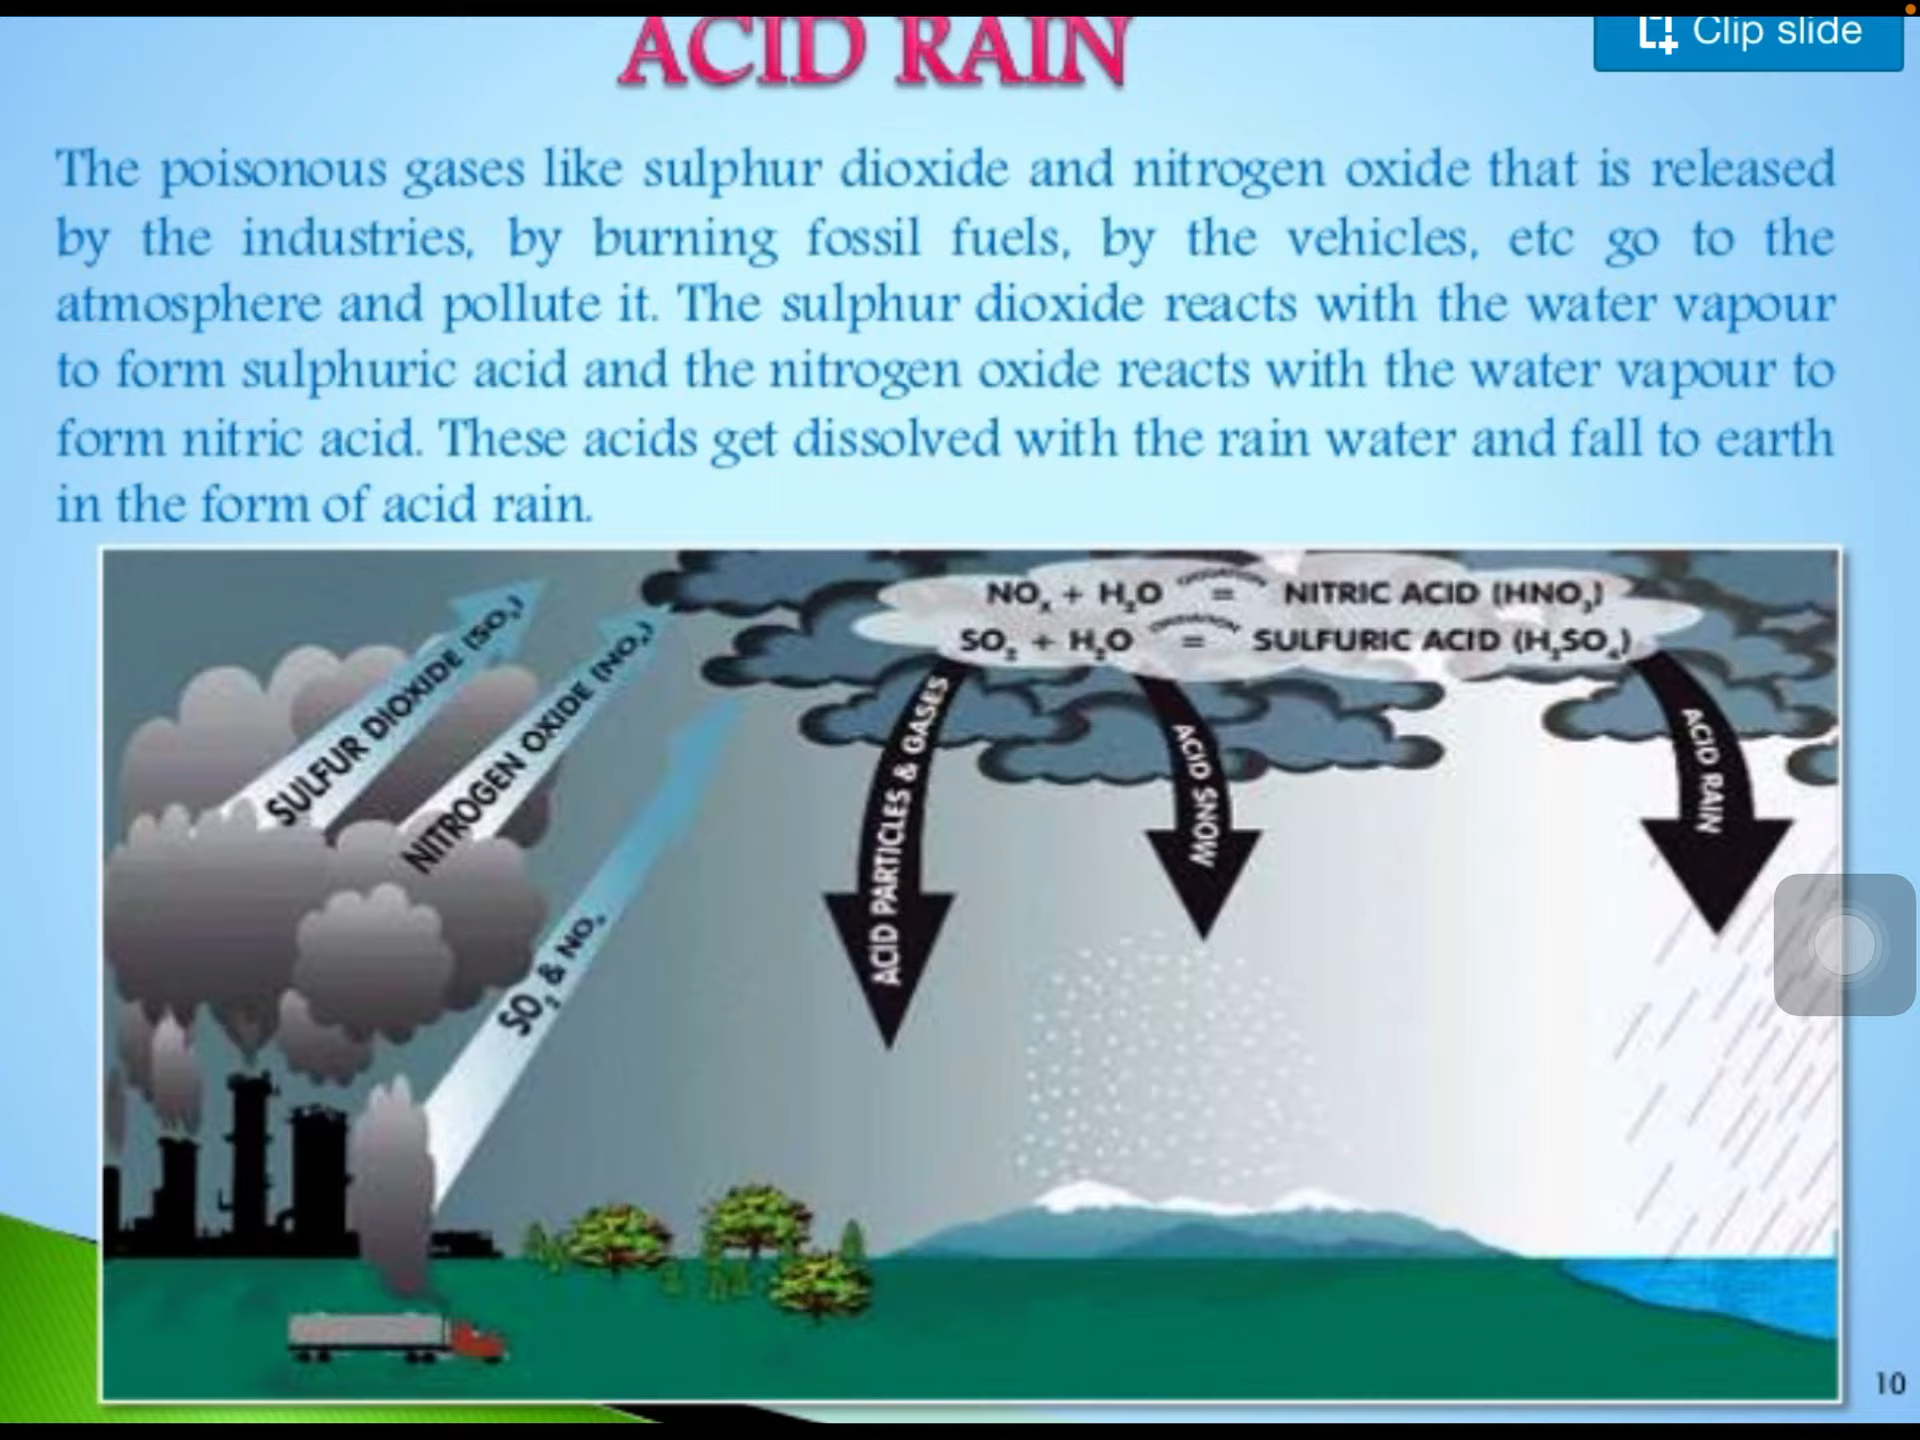 ACID RAIN
Clip slide
The poisonous gases like sulphur dioxide and nitrogen oxide that is released
by the industries, by burning fossil fuels, by the vehicles, etc go to the
atmosphere and pollute it. The sulphur dioxide reacts with the water vapour
to form sulphuric acid and the nitrogen oxide reacts with the water vapour to
form nitric acid. These acids get dissolved with the rain water and fall to earth
in the form of acid rain.
NOₓ + H₂O = NITRIC ACID (HNO₃)
SO₂ + H₂O = SULFURIC ACID (H₂SO₄)
SULFUR DIOXIDE (SO₂)
NITROGEN OXIDE (NOₓ)
SO₂ & NOₓ
ACID PARTICLES & GASES
ACID SNOW
ACID RAIN
10